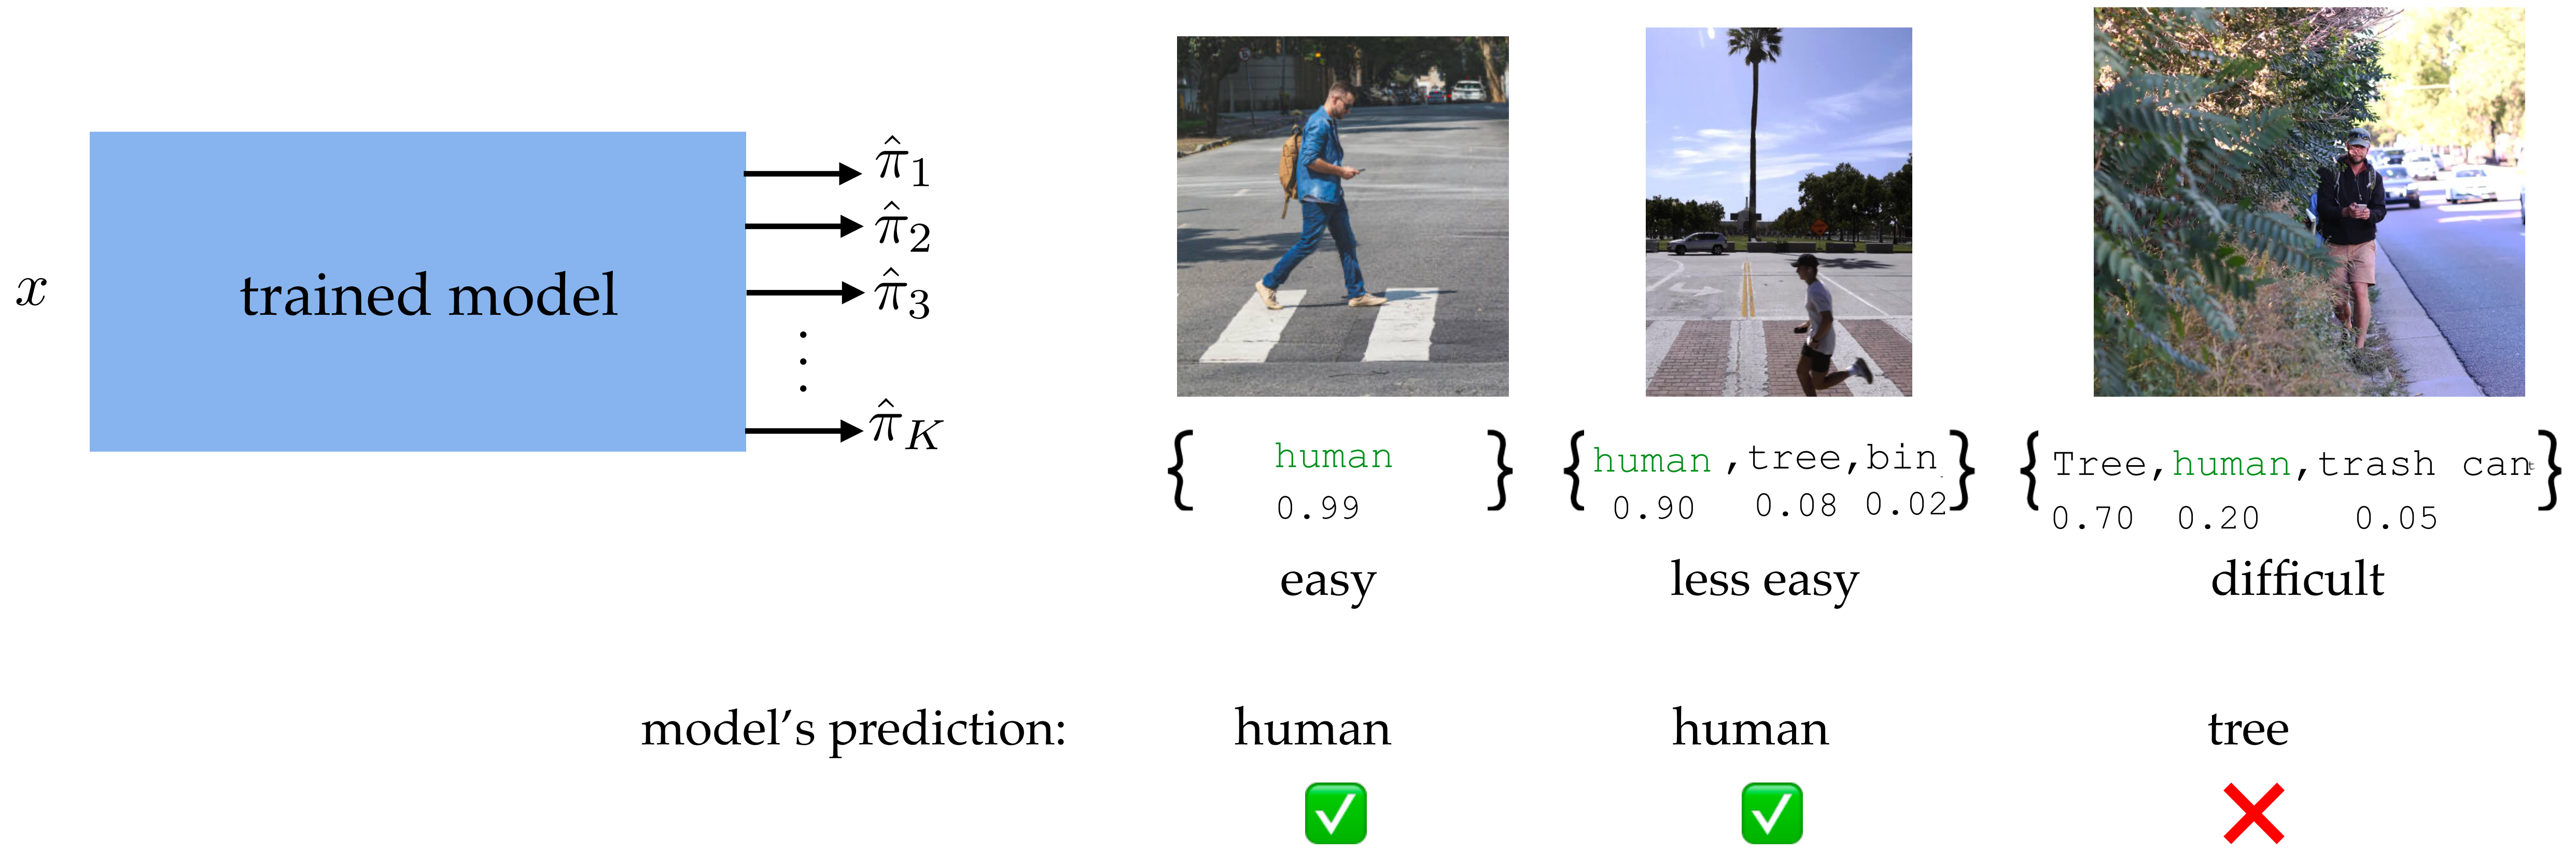 x
trained model
π̂₁
π̂₂
π̂₃
π̂_K
{ human }
0.99
easy
{ human ,tree,bin }
0.90 0.08 0.02
less easy
{ Tree,human,trash can }
0.70 0.20 0.05
difficult
model's prediction: human human tree